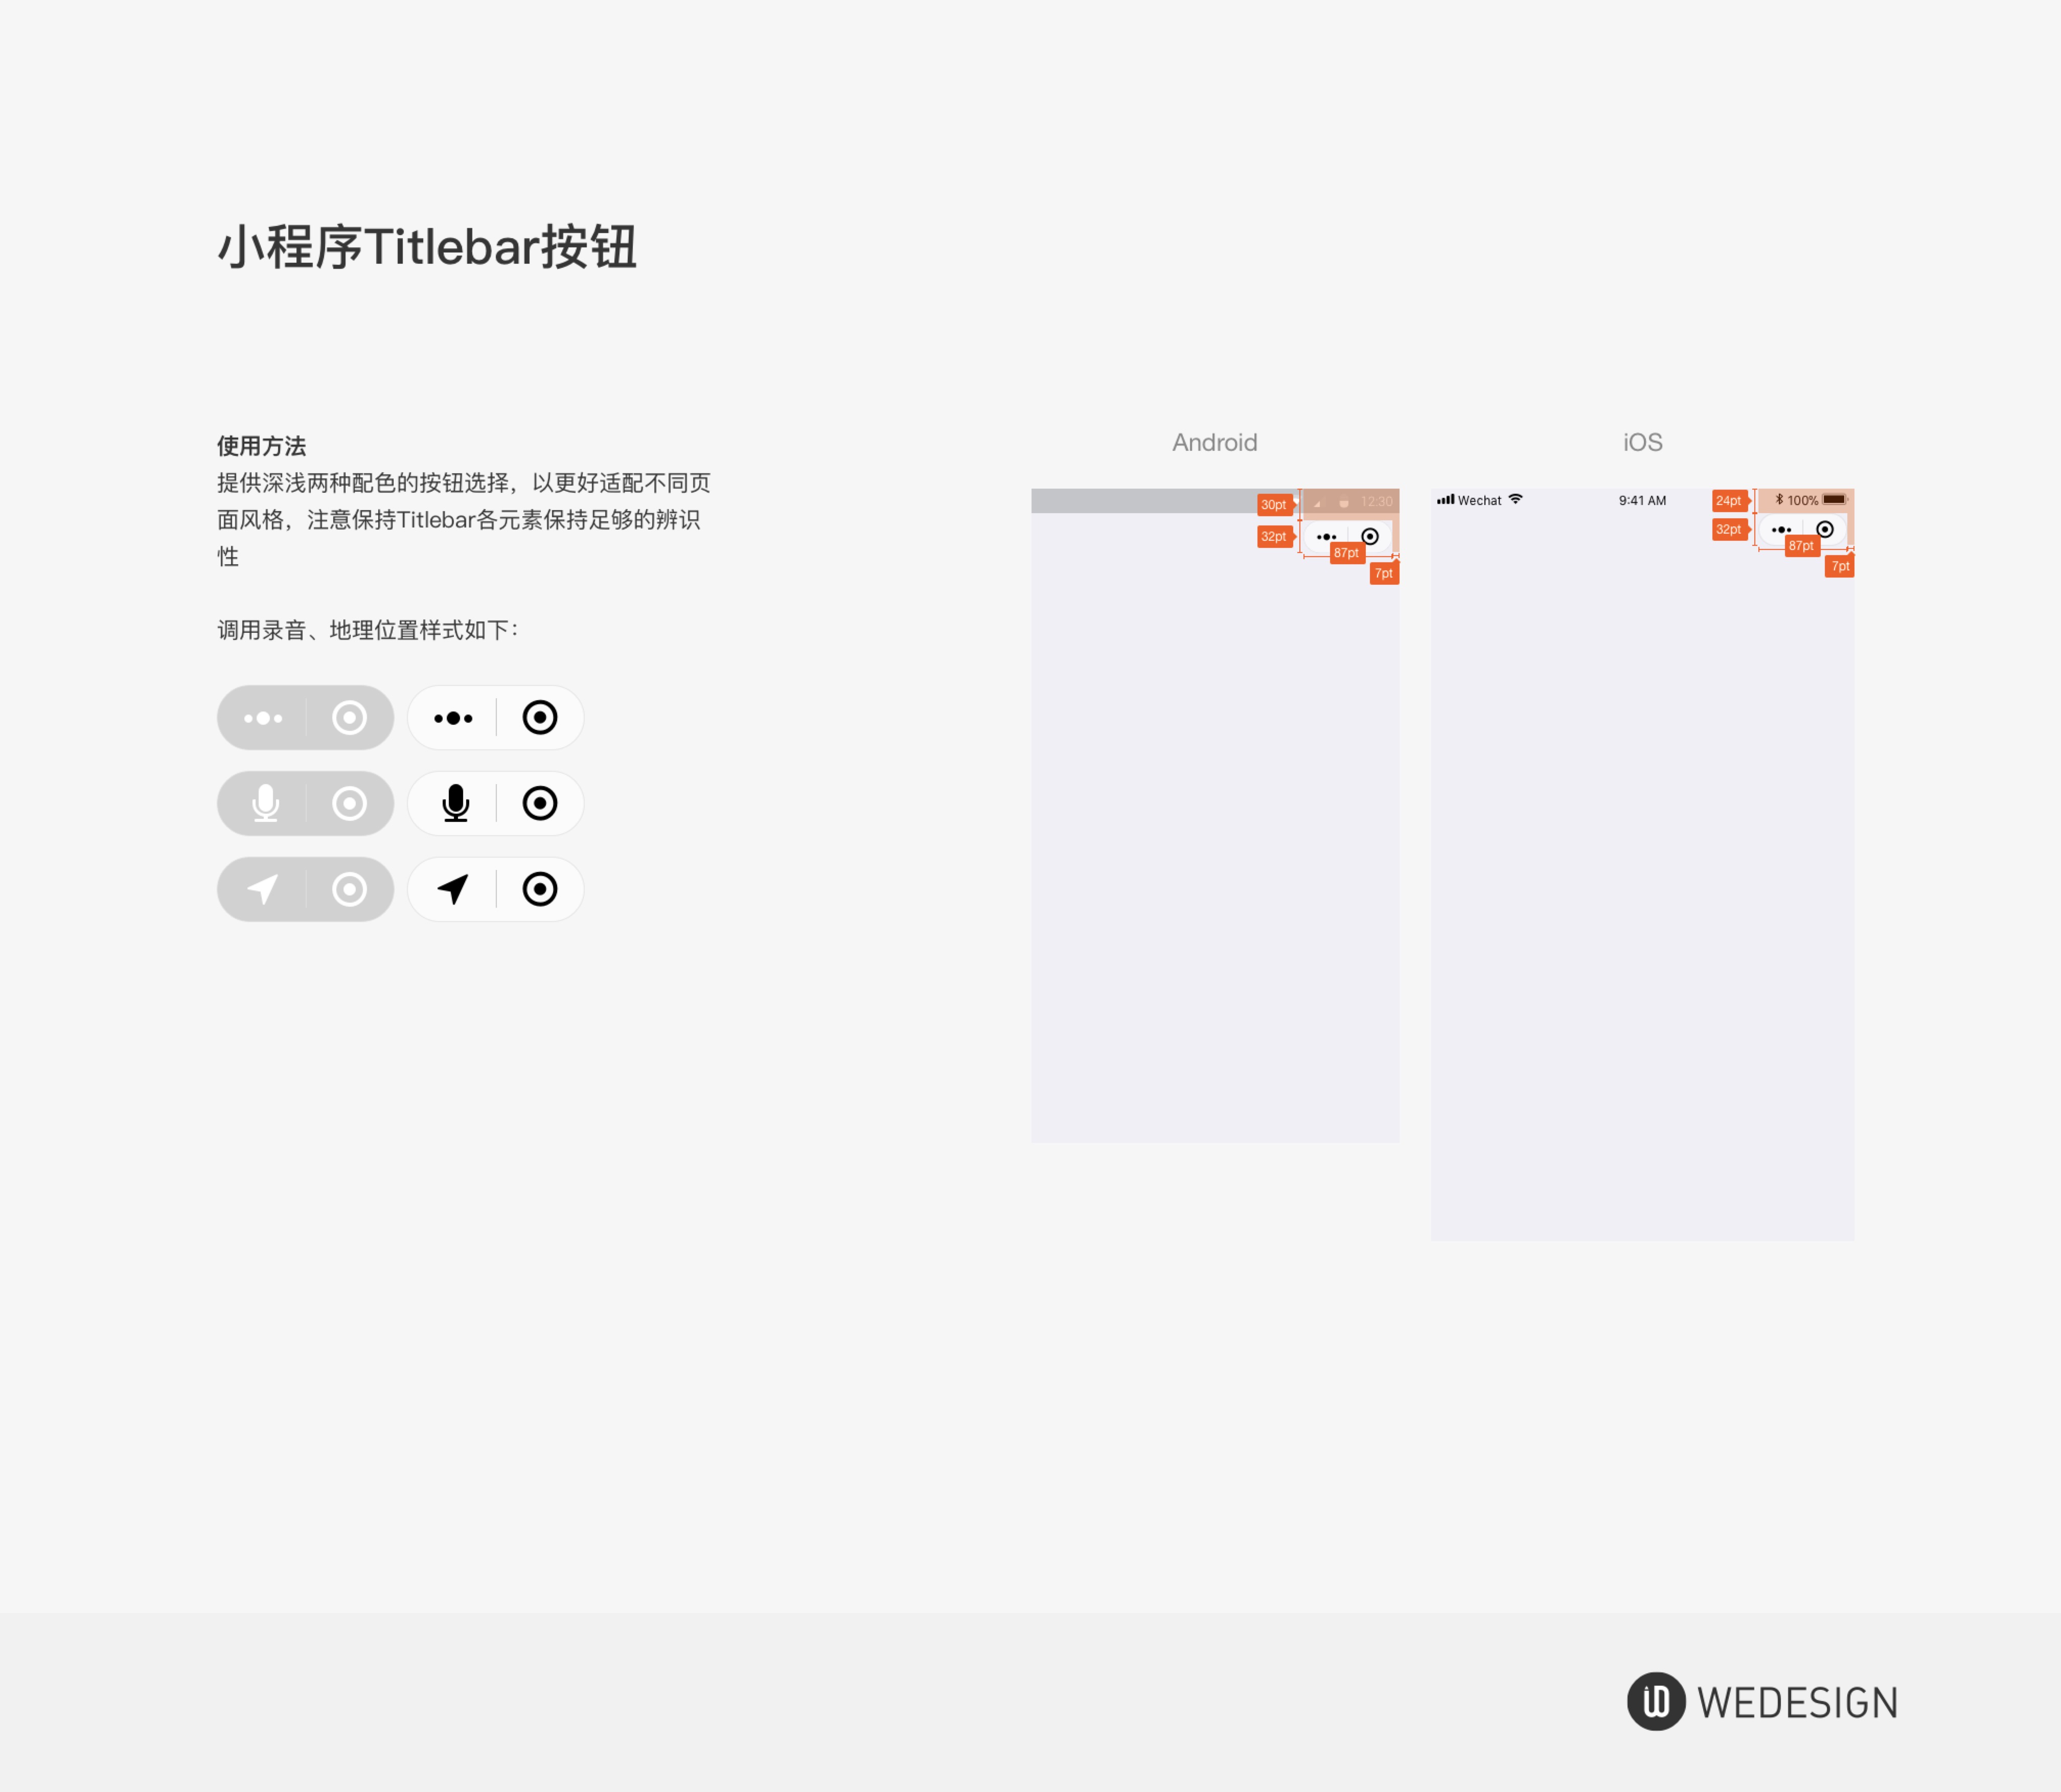 小程序Titlebar按钮
使用方法
提供深浅两种配色的按钮选择，以更好适配不同页
面风格，注意保持Titlebar各元素保持足够的辨识
性
调用录音、地理位置样式如下：
Android
30pt
12:30
32pt
87pt
7pt
iOS
Wechat
9:41 AM
24pt
100%
32pt
87pt
7pt
WEDESIGN